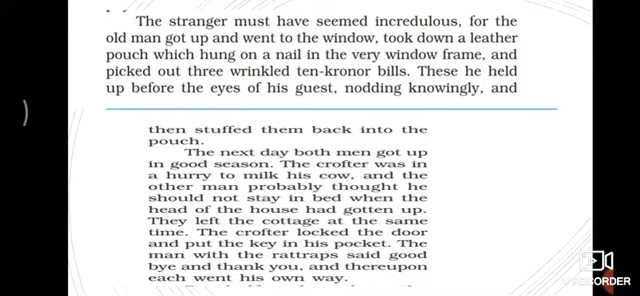 The stranger must have seemed incredulous, for the
old man got up and went to the window, took down a leather
pouch which hung on a nail in the very window frame, and
picked out three wrinkled ten-kronor bills. These he held
up before the eyes of his guest, nodding knowingly, and
then stuffed them back into the
pouch.
The next day both men got up
in good season. The crofter was in
a hurry to milk his cow, and the
other man probably thought he
should not stay in bed when the
head of the house had gotten up.
They left the cottage at the same
time. The crofter locked the door
and put the key in his pocket. The
man with the rattraps said good
bye and thank you, and thereupon
each went his own way.
RECORDER